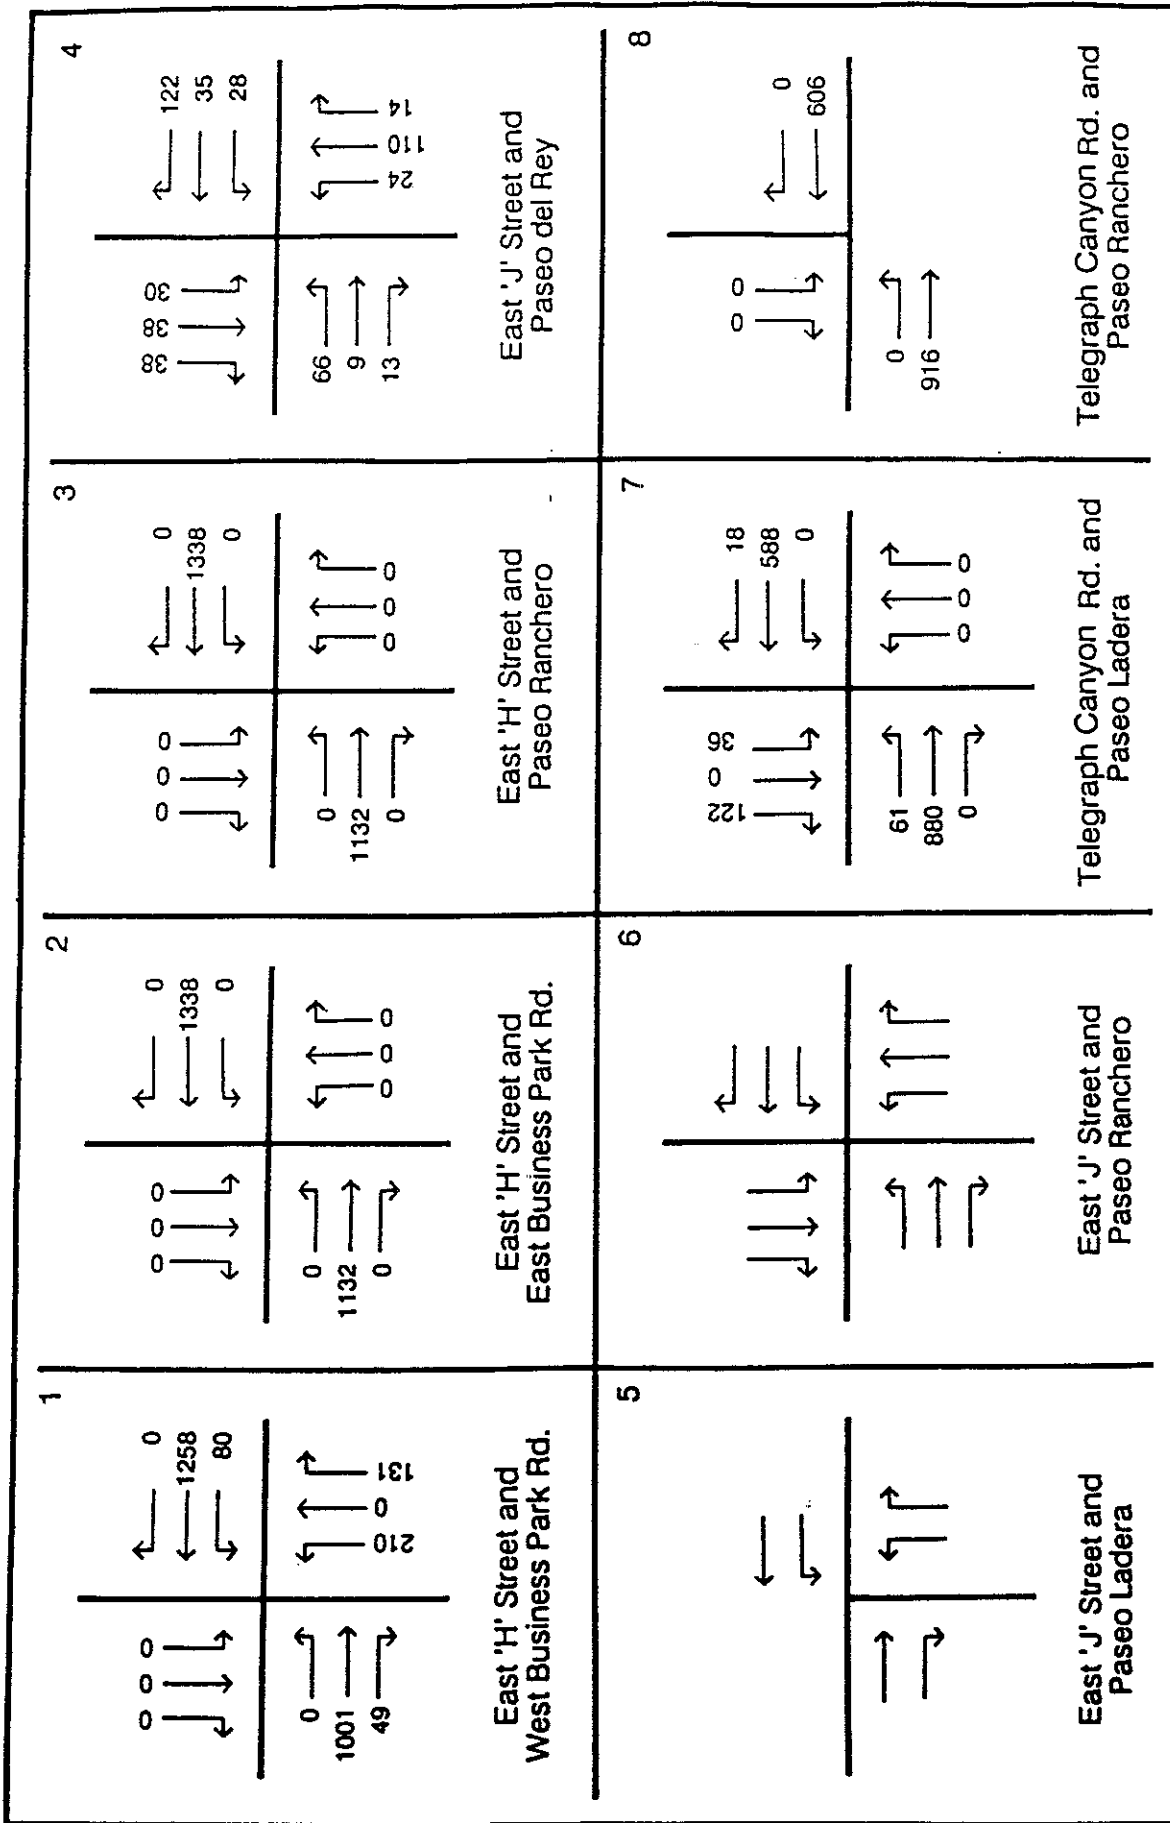 1
0 0 0
0
1258
80
0
1001
49
210 0 131
East 'H' Street and
West Business Park Rd.
2
0 0 0
0
1338
0
0
1132
0
0 0 0
East 'H' Street and
East Business Park Rd.
3
0 0 0
0
1338
0
0
1132
0
0 0 0
East 'H' Street and
Paseo Ranchero
4
38 38 30
122
35
28
66
9
13
24 110 14
East 'J' Street and
Paseo del Rey
5
East 'J' Street and
Paseo Ladera
6
East 'J' Street and
Paseo Ranchero
7
122 0 36
18
588
0
61
880
0
0 0 0
Telegraph Canyon Rd. and
Paseo Ladera
8
0 0
0
606
0
916
Telegraph Canyon Rd. and
Paseo Ranchero